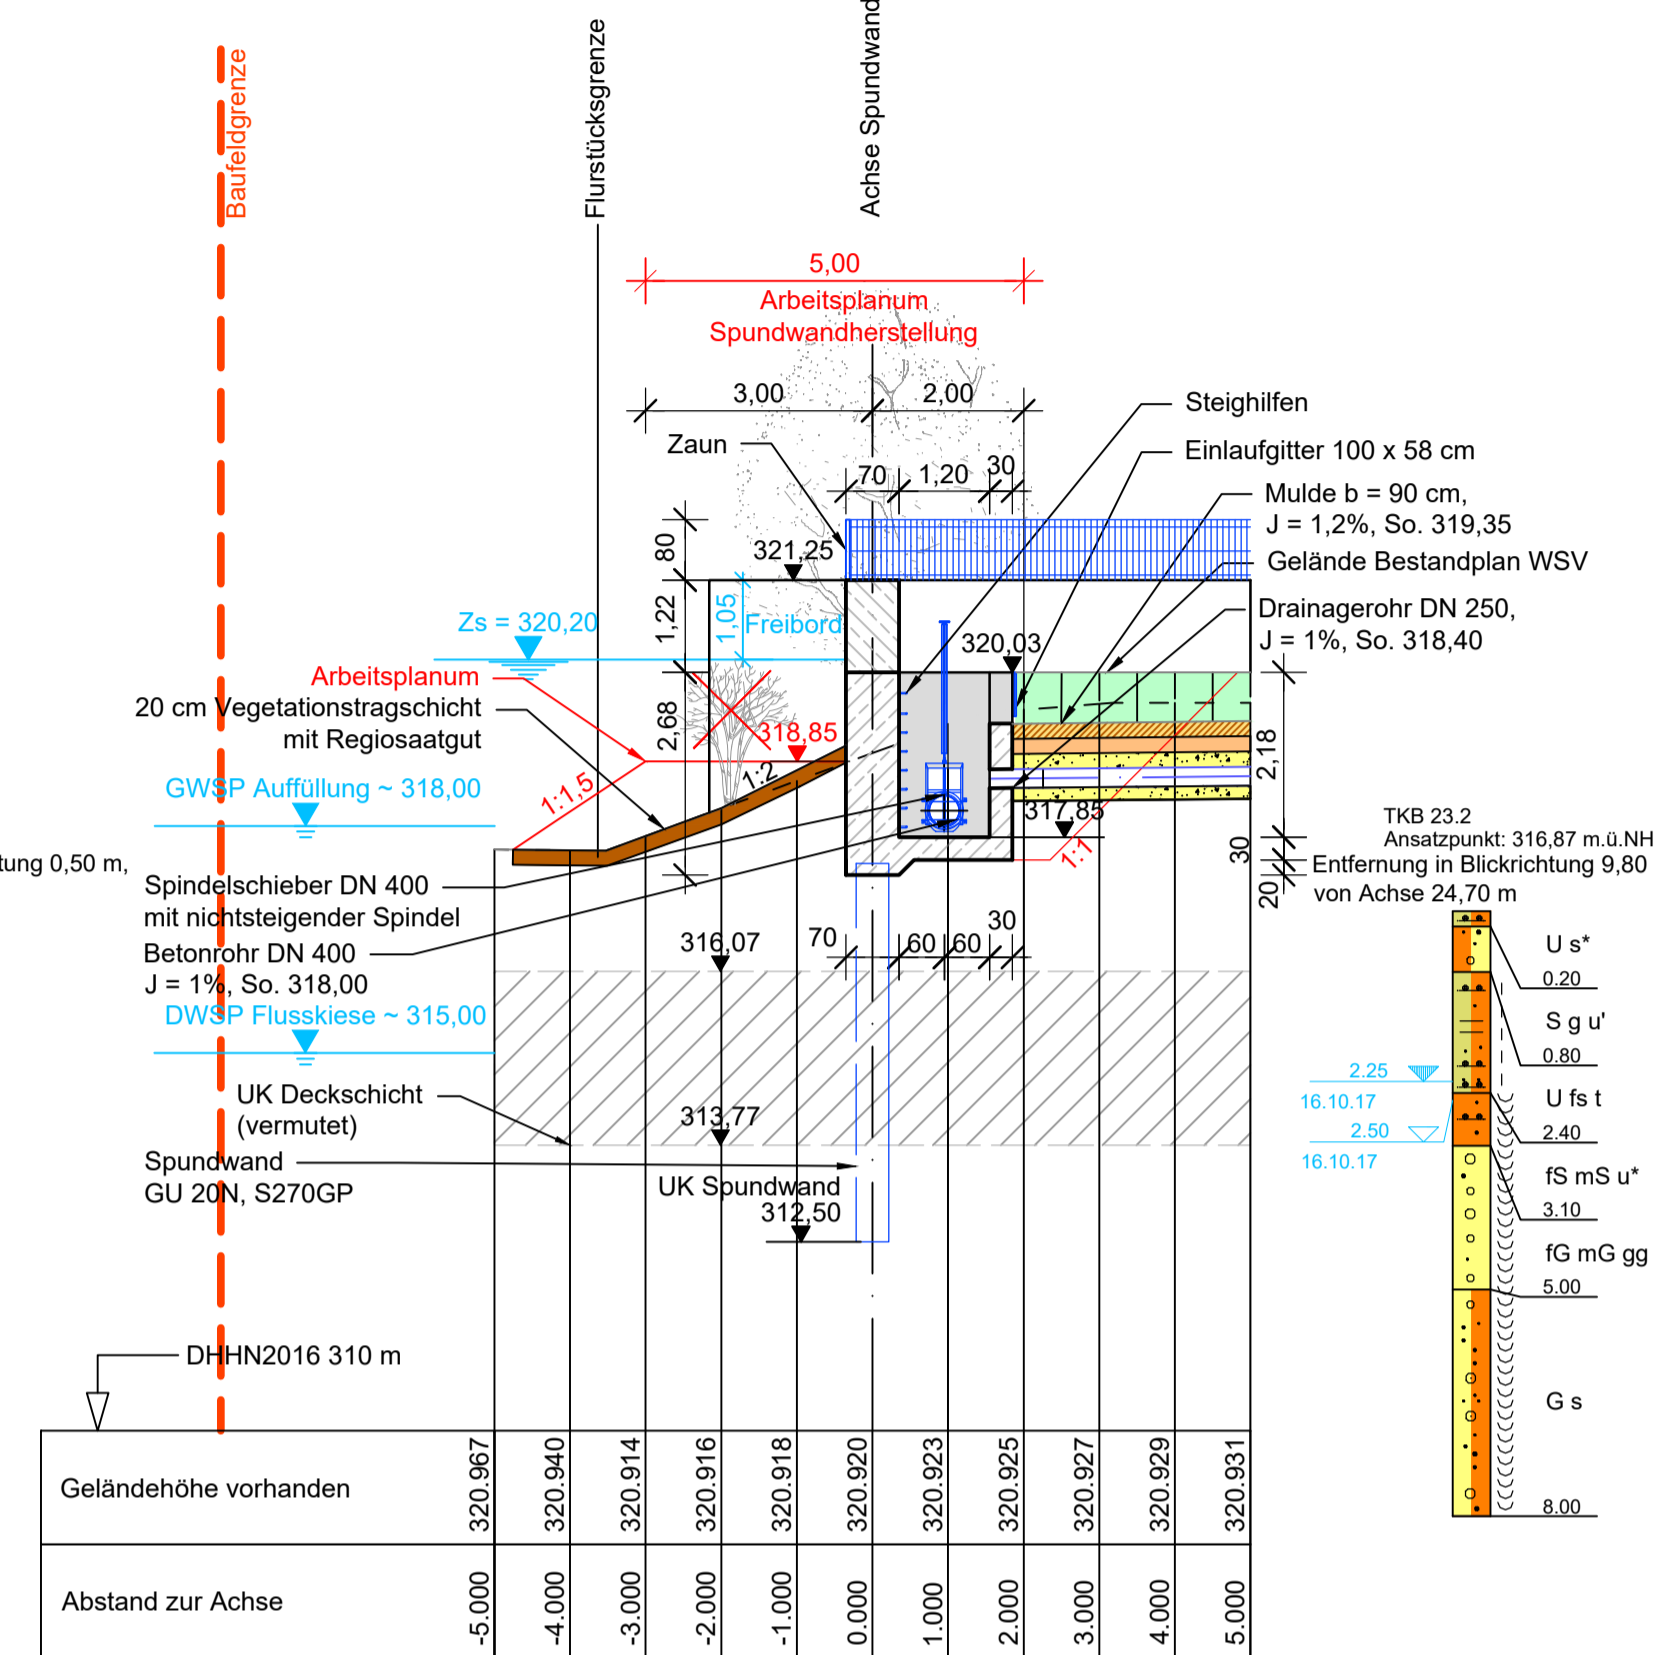 Baufeldgrenze
Flurstücksgrenze
Achse Spundwand
5,00
Arbeitsplanum
Spundwandherstellung
3,00
2,00
Zaun
70
1,20
30
Steighilfen
Einlaufgitter 100 x 58 cm
Mulde b = 90 cm,
J = 1,2%, So. 319,35
Gelände Bestandplan WSV
Drainagerohr DN 250,
J = 1%, So. 318,40
80
321,25
1,22
1,05
Freibord
Zs = 320,20
320,03
Arbeitsplanum
20 cm Vegetationstragschicht
mit Regiosaatgut
2,68
318,85
1:2
1:1,5
2,18
GWSP Auffüllung ~ 318,00
317,85
1:1
30
20
tung 0,50 m,
Spindelschieber DN 400
mit nichtsteigender Spindel
Betonrohr DN 400
J = 1%, So. 318,00
316,07
70
60
60
30
DWSP Flusskiese ~ 315,00
UK Deckschicht
(vermutet)
313,77
Spundwand
GU 20N, S270GP
UK Spundwand
312,50
TKB 23.2
Ansatzpunkt: 316,87 m.ü.NH
Entfernung in Blickrichtung 9,80
von Achse 24,70 m
U s*
0.20
S g u'
0.80
2.25
16.10.17
U fs t
2.40
2.50
16.10.17
fS mS u*
3.10
fG mG gg
5.00
G s
8.00
DHHN2016 310 m
Geländehöhe vorhanden
320.967
320.940
320.914
320.916
320.918
320.920
320.923
320.925
320.927
320.929
320.931
Abstand zur Achse
-5.000
-4.000
-3.000
-2.000
-1.000
0.000
1.000
2.000
3.000
4.000
5.000